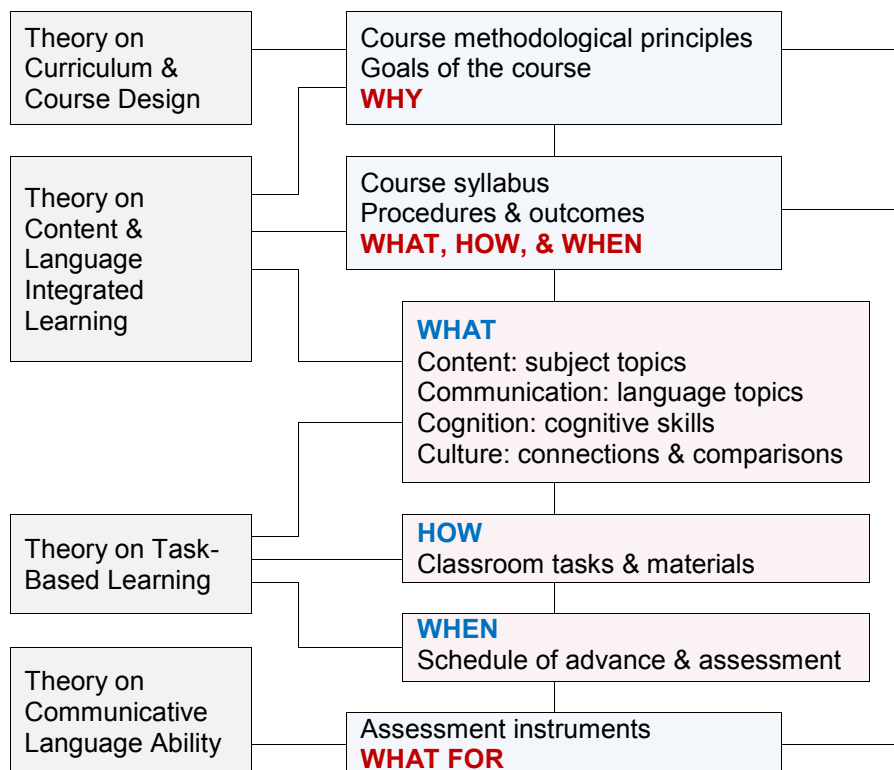 Theory on
Curriculum &
Course Design
Course methodological principles
Goals of the course
WHY
Theory on
Content &
Language
Integrated
Learning
Course syllabus
Procedures & outcomes
WHAT, HOW, & WHEN
WHAT
Content: subject topics
Communication: language topics
Cognition: cognitive skills
Culture: connections & comparisons
Theory on Task-
Based Learning
HOW
Classroom tasks & materials
WHEN
Schedule of advance & assessment
Theory on
Communicative
Language Ability
Assessment instruments
WHAT FOR